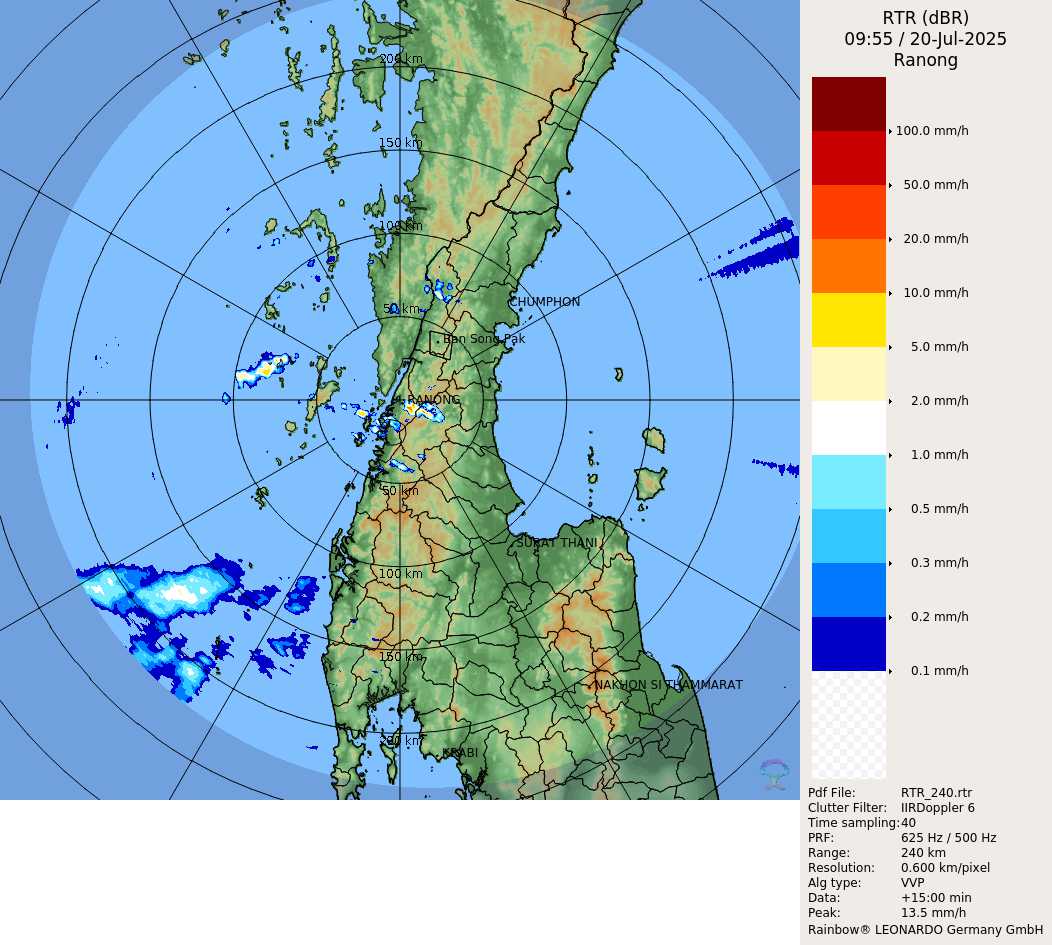 RTR (dBR)
09:55 / 20-Jul-2025
Ranong
200 km
150 km
100 km
50 km
CHUMPHON
Ban Song Pak
RANONG
50 km
SURAT THANI
100 km
150 km
NAKHON SI THAMMARAT
200 km
KRABI
100.0 mm/h
50.0 mm/h
20.0 mm/h
10.0 mm/h
5.0 mm/h
2.0 mm/h
1.0 mm/h
0.5 mm/h
0.3 mm/h
0.2 mm/h
0.1 mm/h
Pdf File: RTR_240.rtr
Clutter Filter: IIRDoppler 6
Time sampling: 40
PRF: 625 Hz / 500 Hz
Range: 240 km
Resolution: 0.600 km/pixel
Alg type: VVP
Data: +15:00 min
Peak: 13.5 mm/h
Rainbow® LEONARDO Germany GmbH